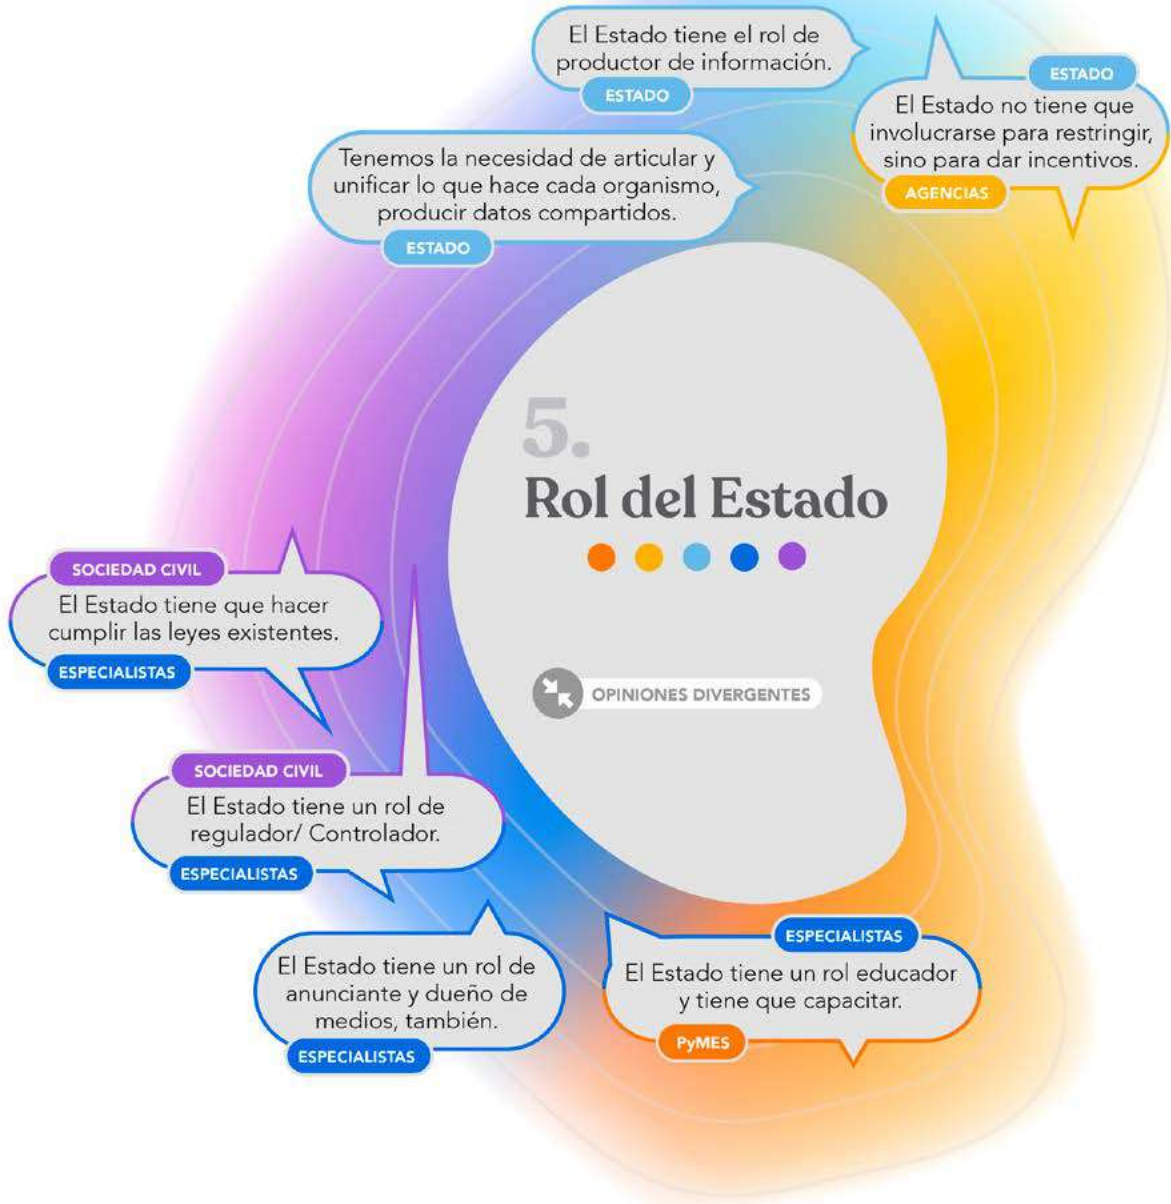 El Estado tiene el rol de
productor de información.
ESTADO
ESTADO
El Estado no tiene que
involucrarse para restringir,
sino para dar incentivos.
AGENCIAS
Tenemos la necesidad de articular y
unificar lo que hace cada organismo,
producir datos compartidos.
ESTADO
5.
Rol del Estado
OPINIONES DIVERGENTES
SOCIEDAD CIVIL
El Estado tiene que hacer
cumplir las leyes existentes.
ESPECIALISTAS
SOCIEDAD CIVIL
El Estado tiene un rol de
regulador/ Controlador.
ESPECIALISTAS
El Estado tiene un rol de
anunciante y dueño de
medios, también.
ESPECIALISTAS
ESPECIALISTAS
El Estado tiene un rol educador
y tiene que capacitar.
PyMES